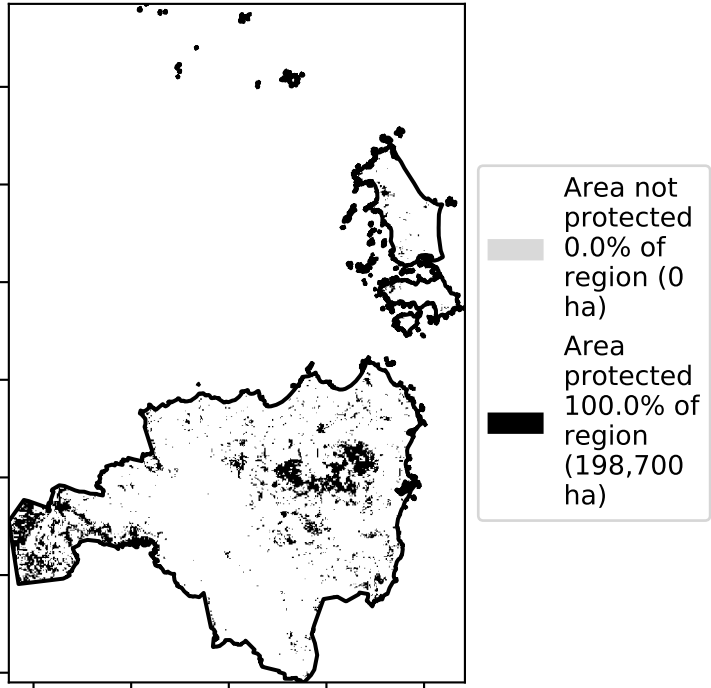 Area not
protected
0.0% of
region (0
ha)
Area
protected
100.0% of
region
(198,700
ha)